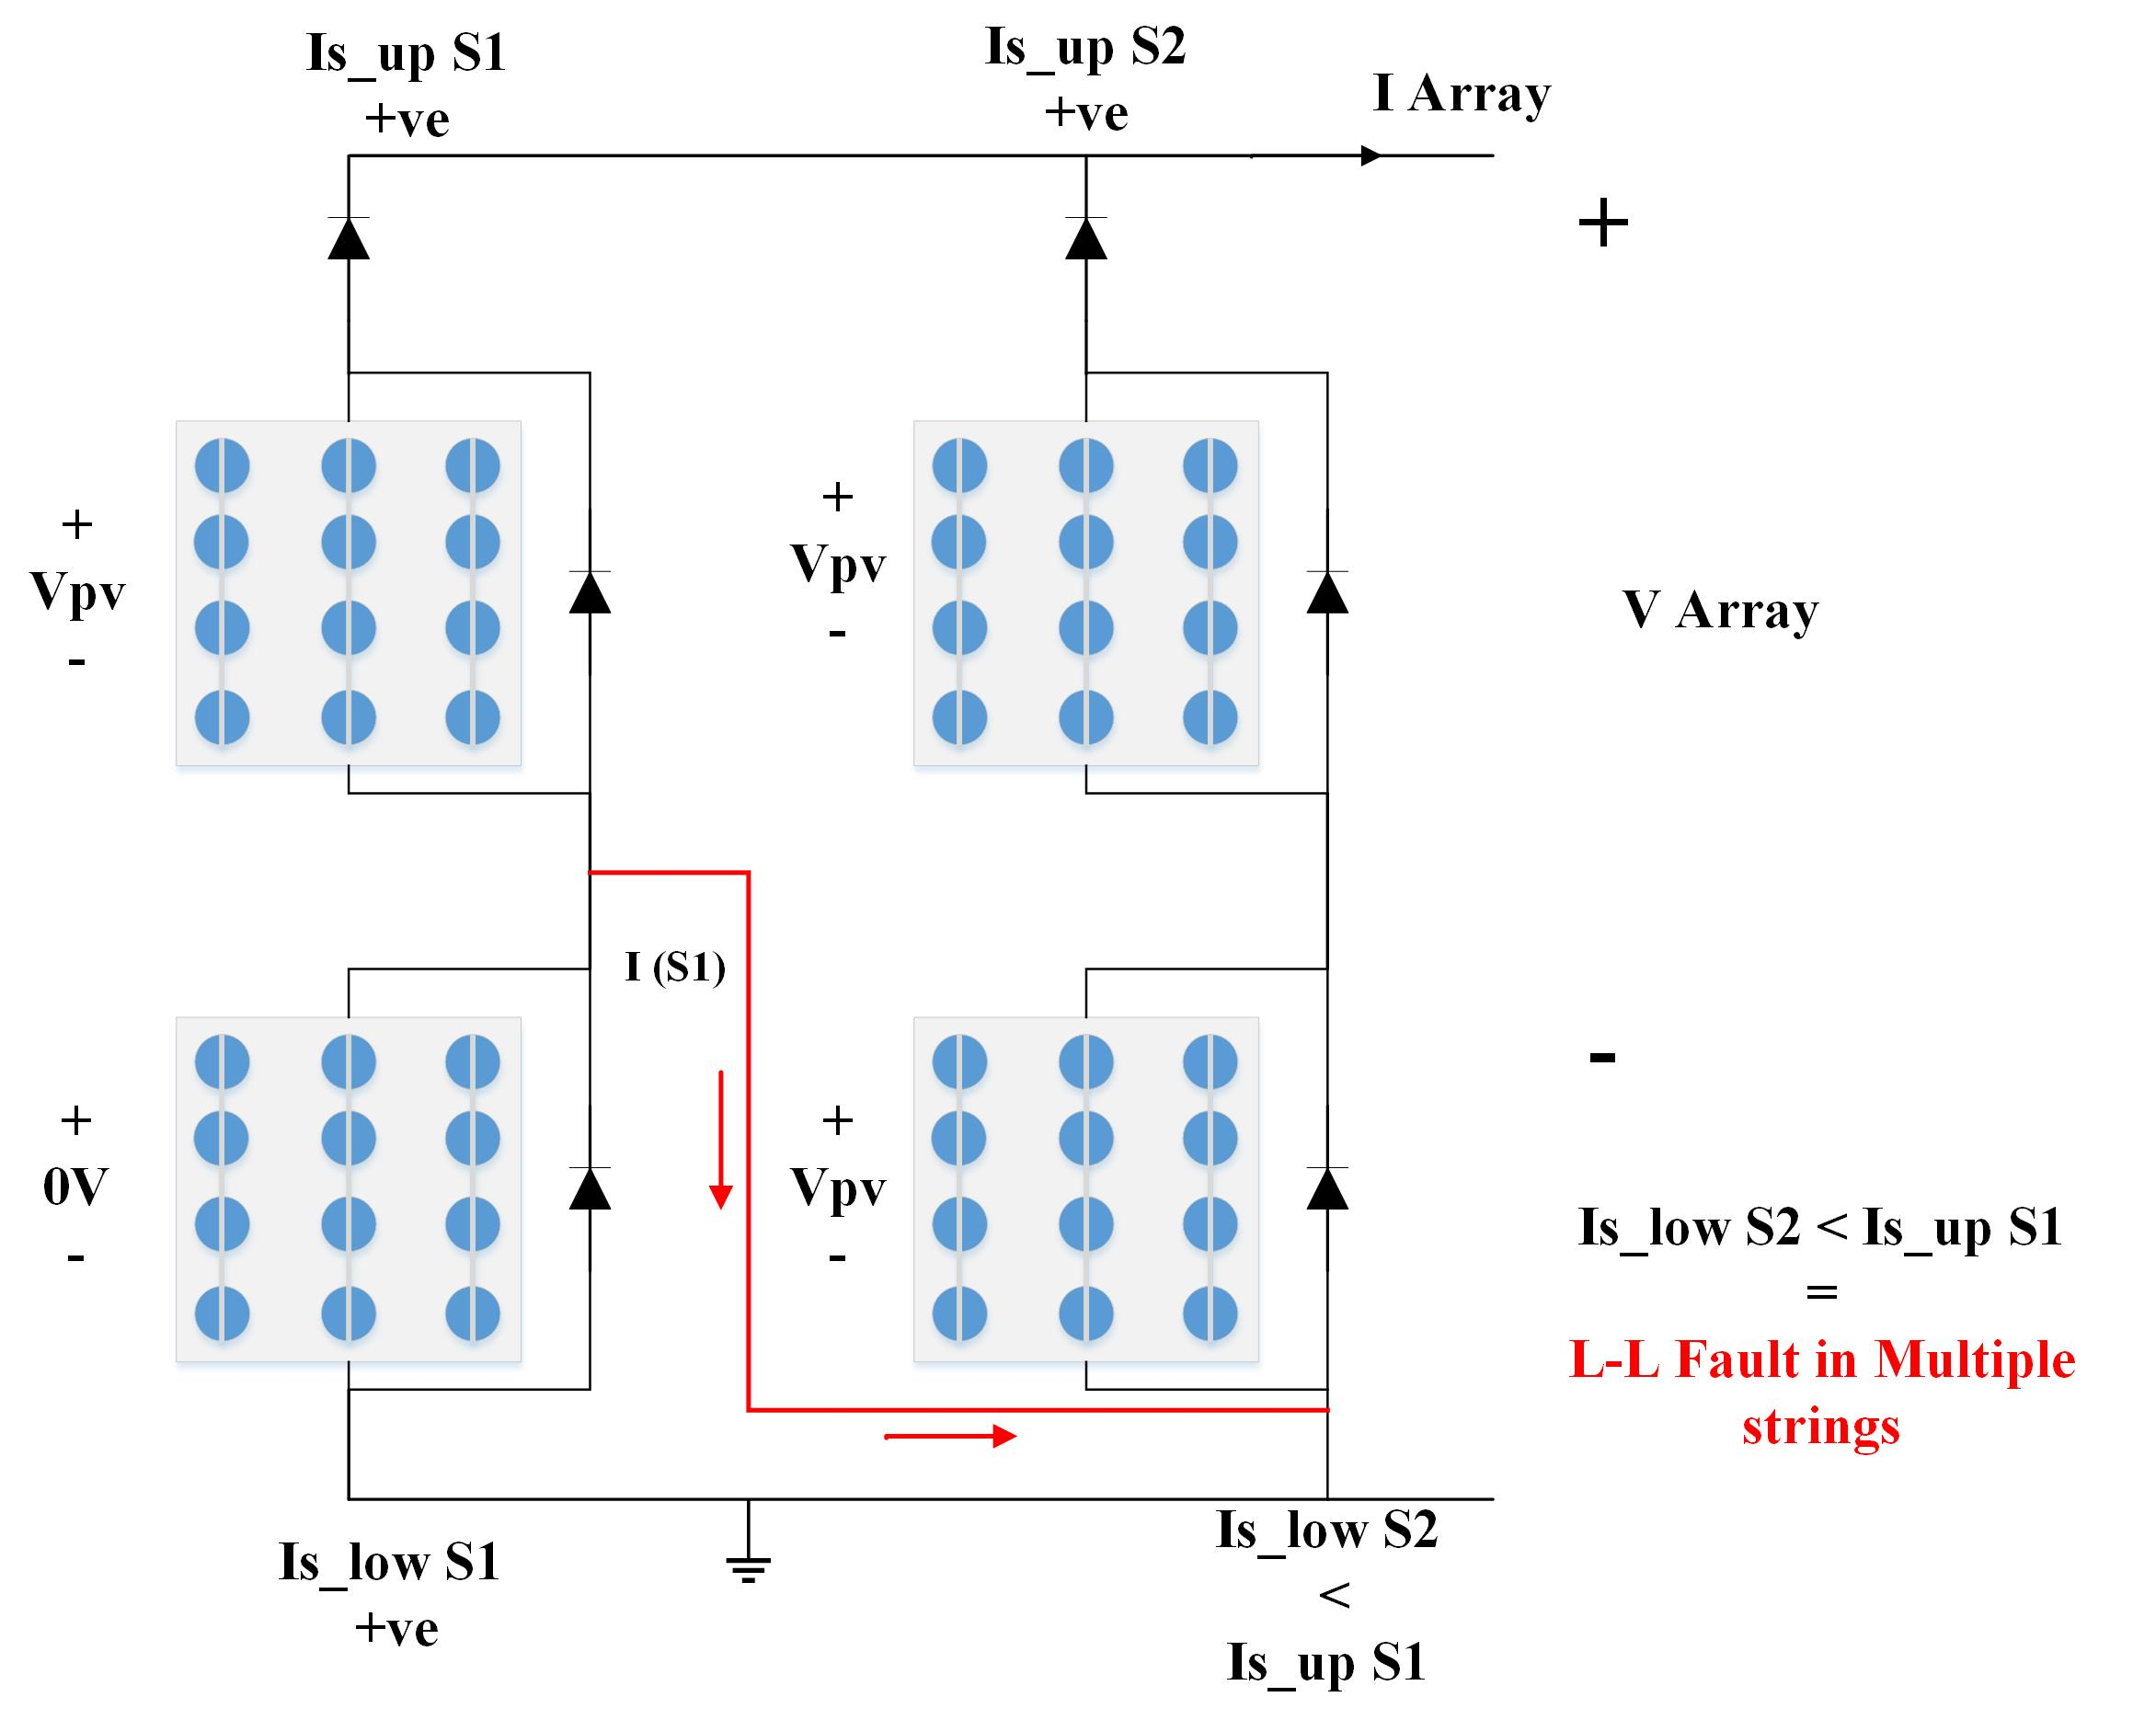 Is_up S1
+ve
Is_up S2
+ve
I Array
+
+
Vpv
-
+
Vpv
-
V Array
I (S1)
-
+
0V
-
+
Vpv
-
Is_low S2 < Is_up S1
=
L-L Fault in Multiple
strings
Is_low S1
+ve
Is_low S2
<
Is_up S1